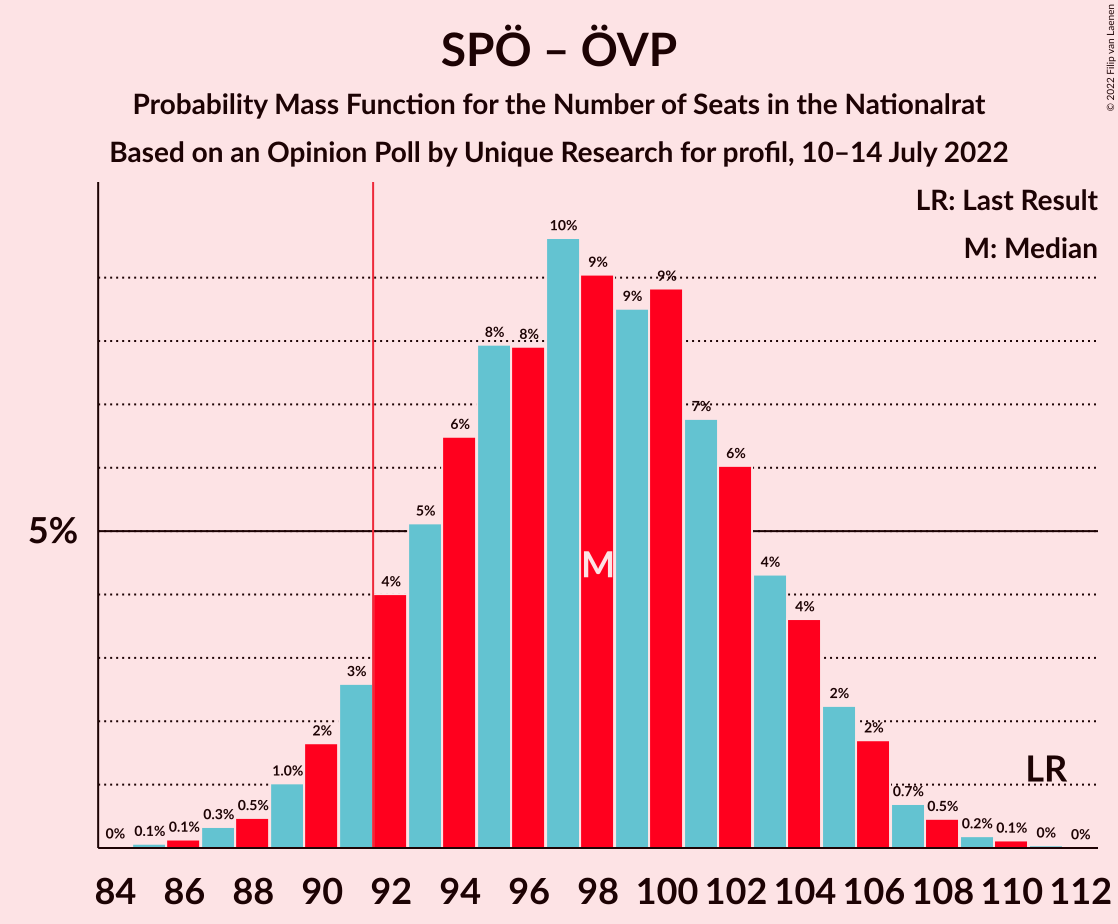 SPÖ – ÖVP
Probability Mass Function for the Number of Seats in the Nationalrat
Based on an Opinion Poll by Unique Research for profil, 10–14 July 2022
© 2022 Filip van Laenen
LR: Last Result
M: Median
5%
0% 0.1% 0.1% 0.3% 0.5% 1.0% 2% 3% 4% 5% 6% 8% 8% 10% 9% 9% 9% 7% 6% 4% 4% 2% 2% 0.7% 0.5% 0.2% 0.1% 0% 0%
M
LR
84 86 88 90 92 94 96 98 100 102 104 106 108 110 112